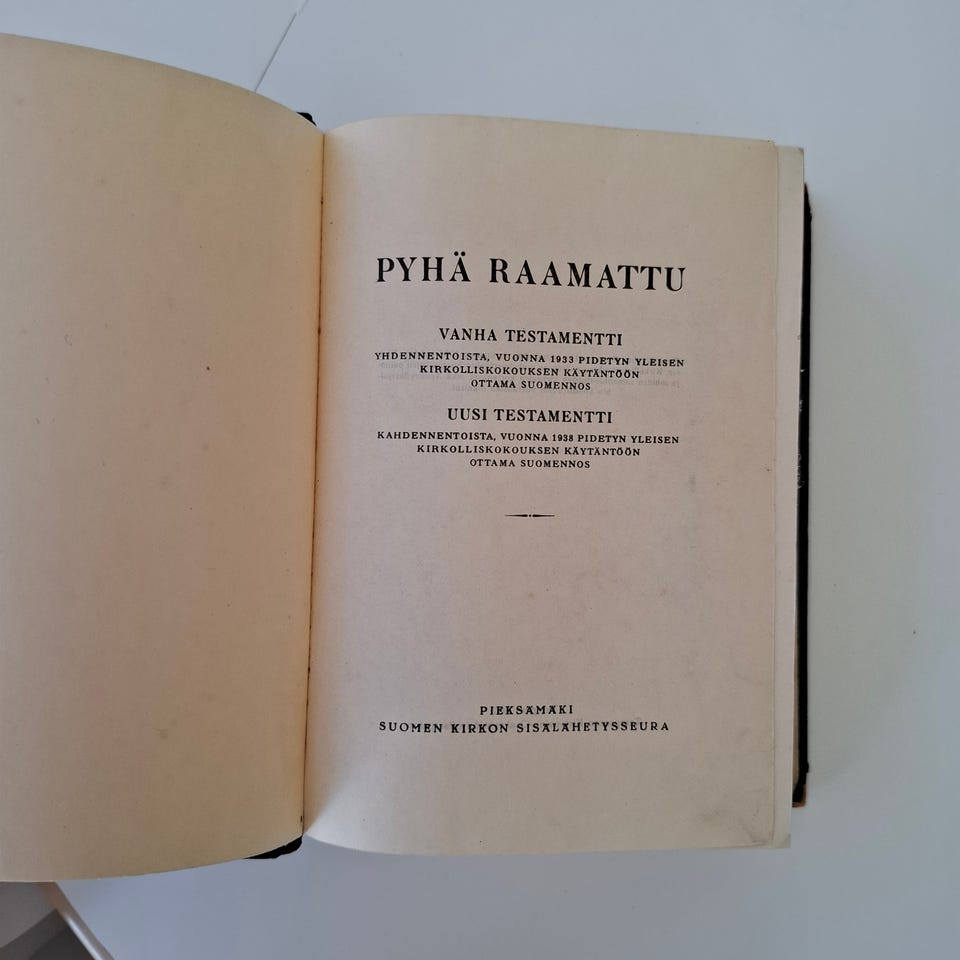 PYHÄ RAAMATTU
VANHA TESTAMENTTI
YHDENNENTOISTA, VUONNA 1933 PIDETYN YLEISEN
KIRKOLLISKOKOUKSEN KÄYTÄNTÖÖN
OTTAMA SUOMENNOS
UUSI TESTAMENTTI
KAHDENNENTOISTA, VUONNA 1938 PIDETYN YLEISEN
KIRKOLLISKOKOUKSEN KÄYTÄNTÖÖN
OTTAMA SUOMENNOS
PIEKSÄMÄKI
SUOMEN KIRKON SISÄLÄHETYSSEURA